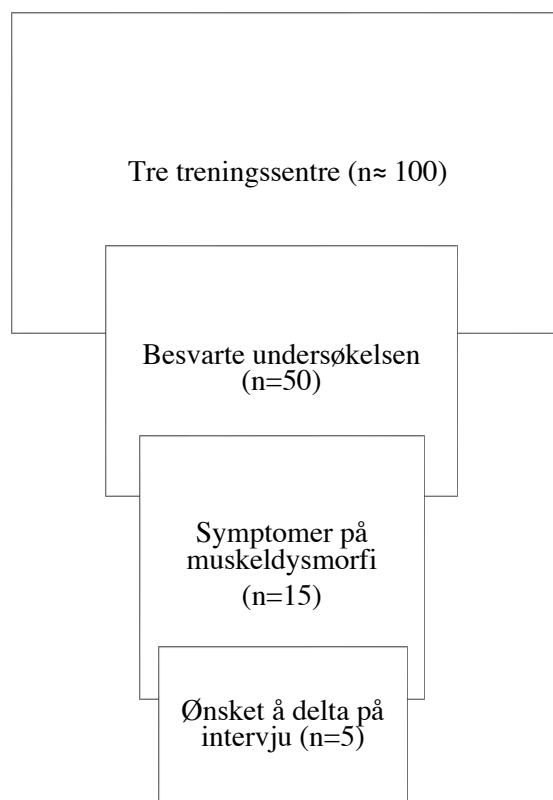 Tre treningssentre (n≈ 100)
Besvarte undersøkelsen
(n=50)
Symptomer på
muskeldysmorfi
(n=15)
Ønsket å delta på
intervju (n=5)